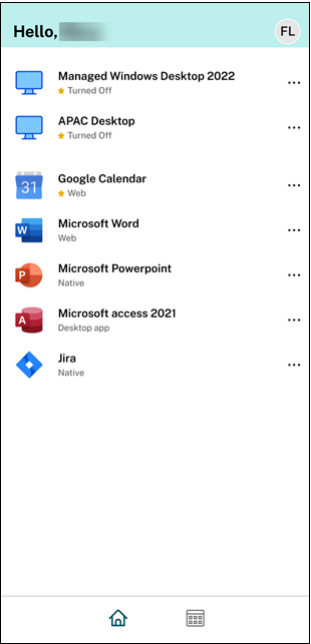 Hello,
FL
Managed Windows Desktop 2022
Turned Off
APAC Desktop
Turned Off
31
Google Calendar
Web
W
Microsoft Word
Web
P
Microsoft Powerpoint
Native
A
Microsoft access 2021
Desktop app
Jira
Native